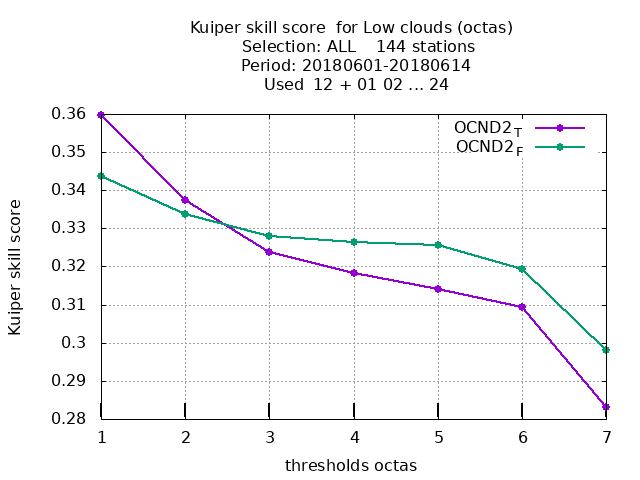 Kuiper skill score  for Low clouds (octas)
Selection: ALL    144 stations
Period: 20180601-20180614
Used  12 + 01 02 ... 24
OCND2T
OCND2F
Kuiper skill score
0.36
0.35
0.34
0.33
0.32
0.31
0.3
0.29
0.28
1 2 3 4 5 6 7
thresholds octas